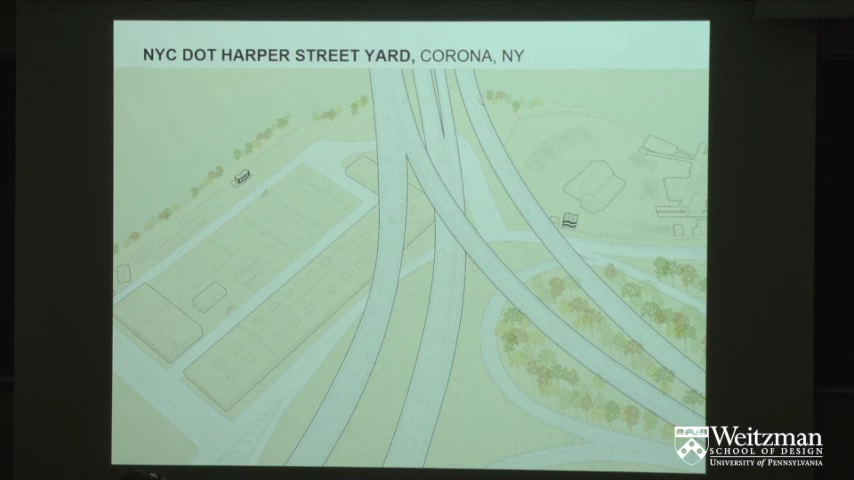 NYC DOT HARPER STREET YARD, CORONA, NY
Weitzman
SCHOOL OF DESIGN
UNIVERSITY of PENNSYLVANIA